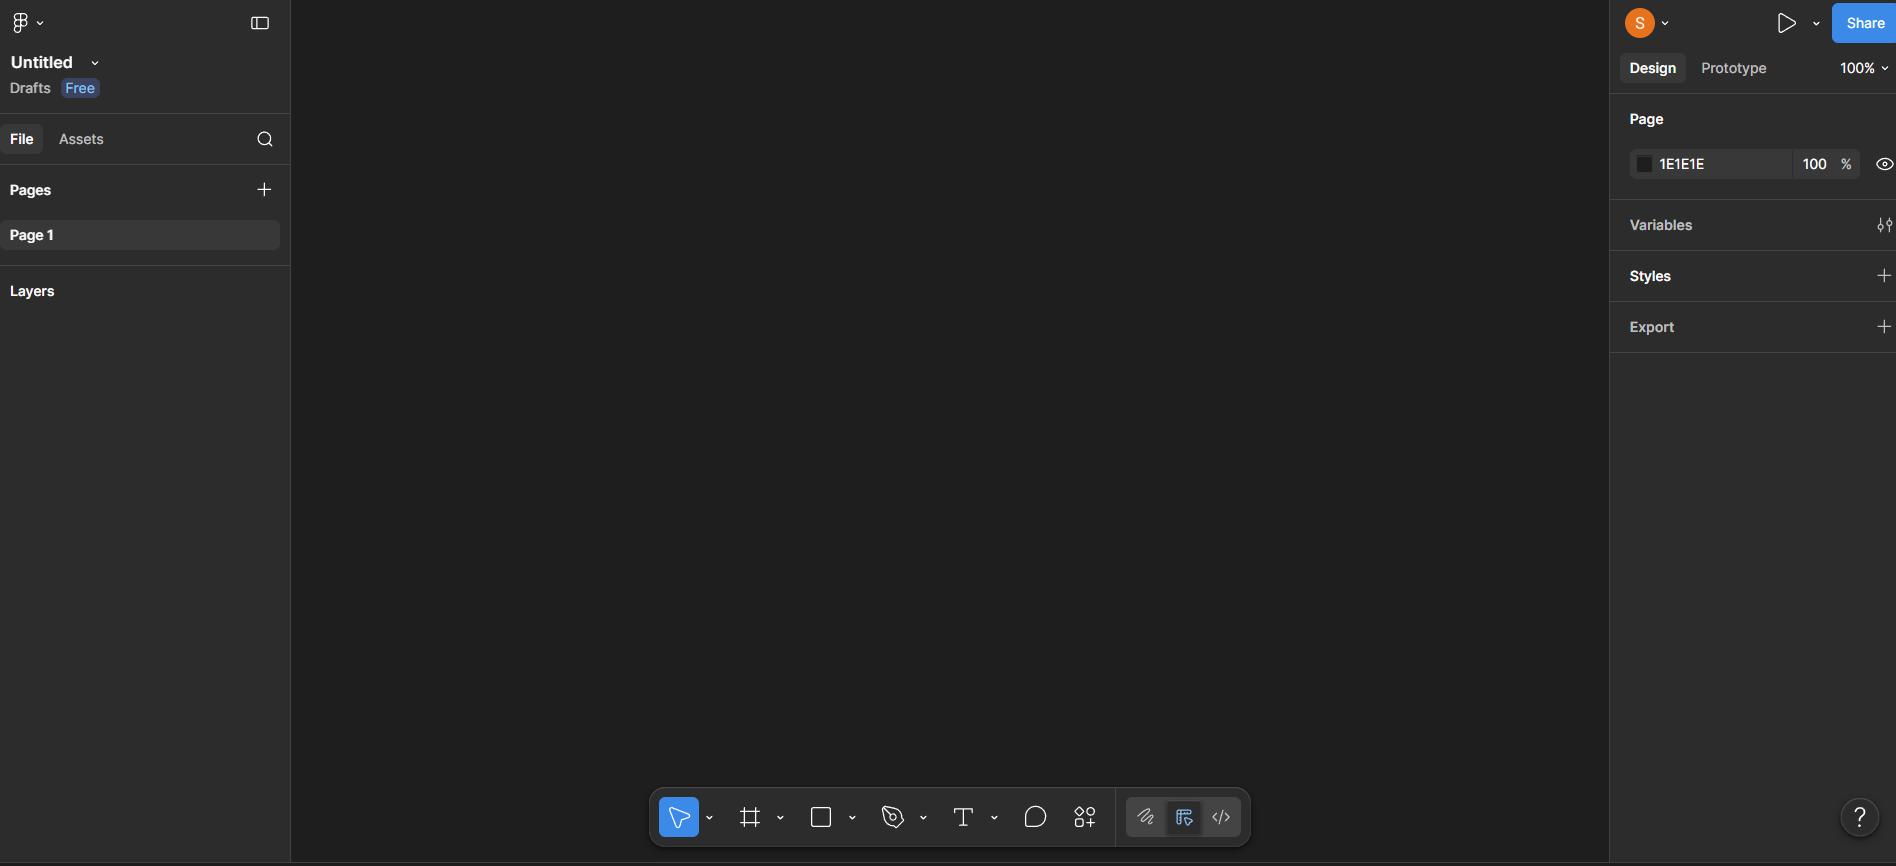 Untitled
Drafts Free
File Assets
Pages
Page 1
Layers
S
Share
Design Prototype 100%
Page
1E1E1E 100 %
Variables
Styles
Export
T
</>
?